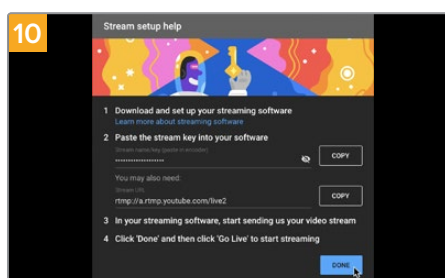 10
Stream setup help
1 Download and set up your streaming software
Learn more about streaming software
2 Paste the stream key into your software
Stream name/key (paste in encoder)
••••••••••••••••••••
COPY
You may also need:
Stream URL
rtmp://a.rtmp.youtube.com/live2
COPY
3 In your streaming software, start sending us your video stream
4 Click 'Done' and then click 'Go Live' to start streaming
DONE